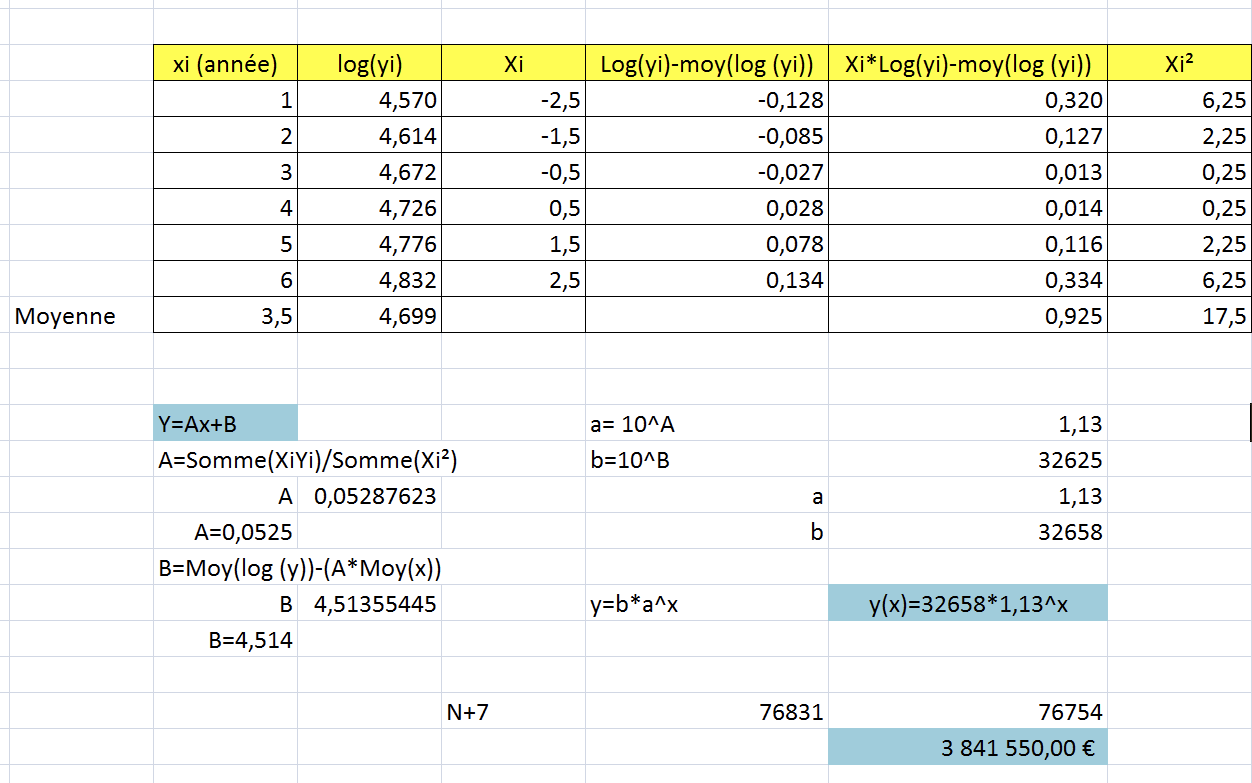 xi (année) log(yi) Xi Log(yi)-moy(log (yi)) Xi*Log(yi)-moy(log (yi)) Xi²
1 4,570 -2,5 -0,128 0,320 6,25
2 4,614 -1,5 -0,085 0,127 2,25
3 4,672 -0,5 -0,027 0,013 0,25
4 4,726 0,5 0,028 0,014 0,25
5 4,776 1,5 0,078 0,116 2,25
6 4,832 2,5 0,134 0,334 6,25
Moyenne 3,5 4,699 0,925 17,5
Y=Ax+B a= 10^A 1,13
A=Somme(XiYi)/Somme(Xi²) b=10^B 32625
A 0,05287623 a 1,13
A=0,0525 b 32658
B=Moy(log (y))-(A*Moy(x))
B 4,51355445 y=b*a^x y(x)=32658*1,13^x
B=4,514
N+7 76831 76754
3 841 550,00 €